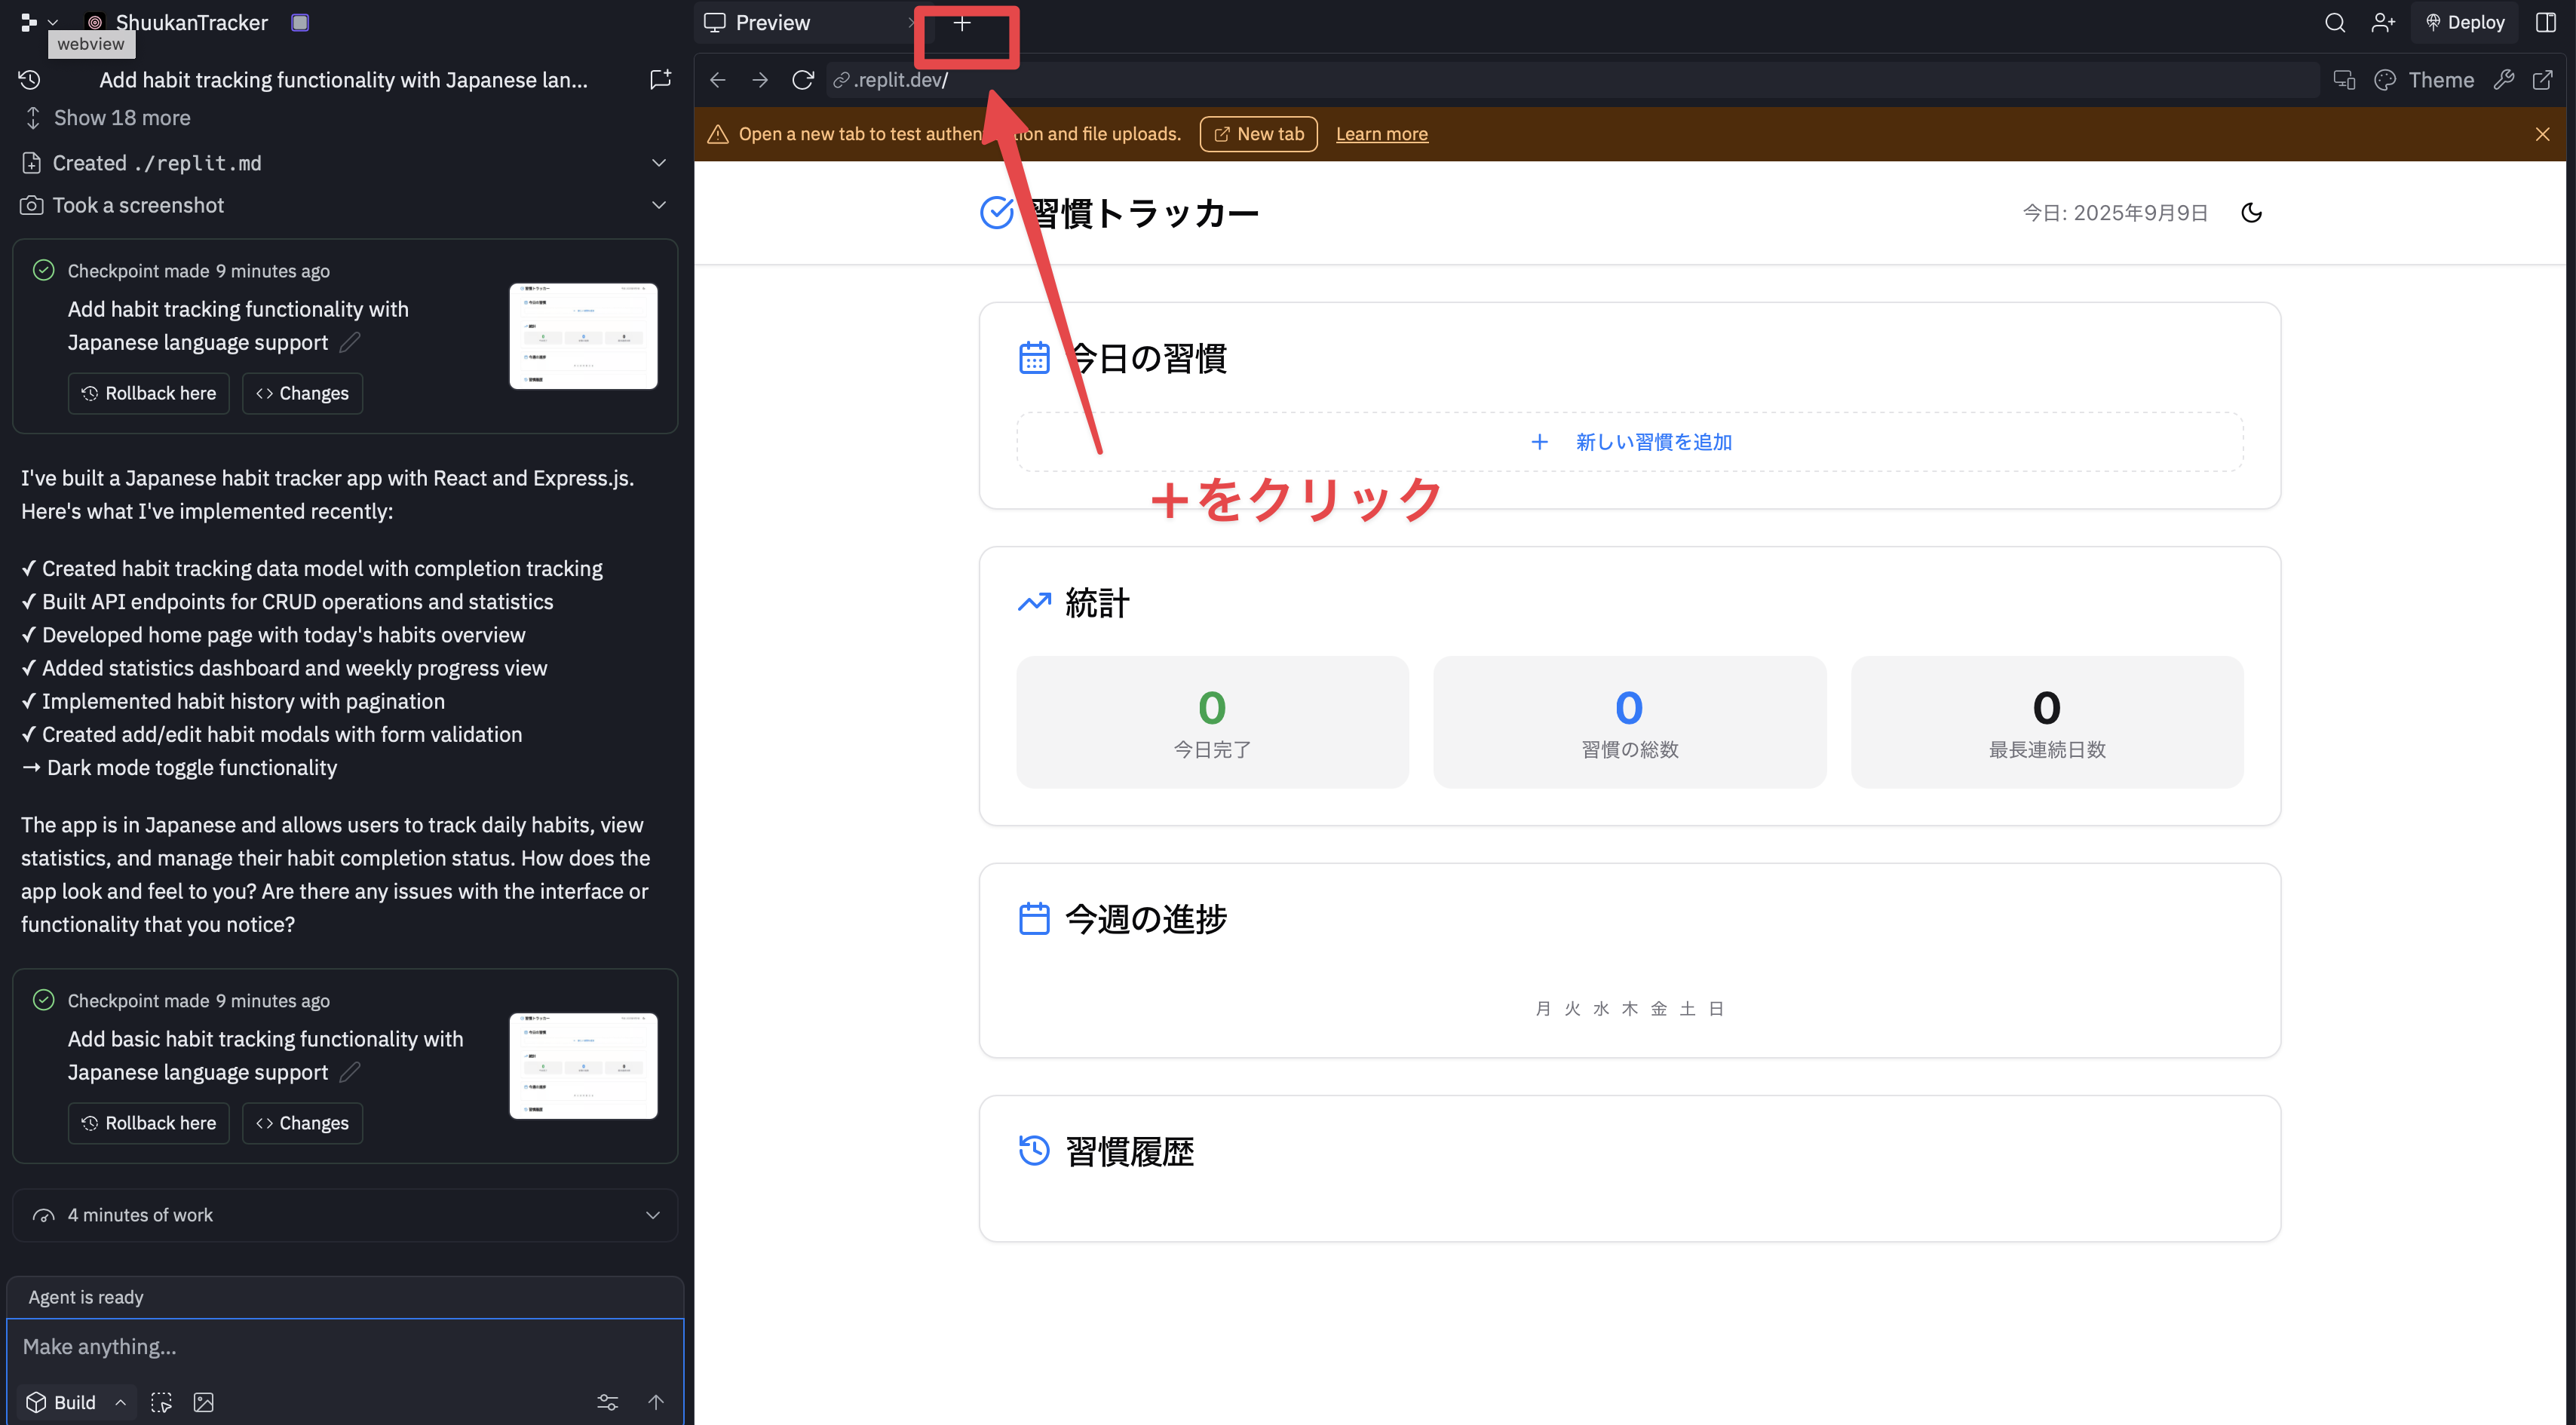 ShuukanTracker
webview
Add habit tracking functionality with Japanese lan...
Show 18 more
Created ./replit.md
Took a screenshot
Checkpoint made 9 minutes ago
Add habit tracking functionality with
Japanese language support
Rollback here
Changes
I've built a Japanese habit tracker app with React and Express.js.
Here's what I've implemented recently:
✓ Created habit tracking data model with completion tracking
✓ Built API endpoints for CRUD operations and statistics
✓ Developed home page with today's habits overview
✓ Added statistics dashboard and weekly progress view
✓ Implemented habit history with pagination
✓ Created add/edit habit modals with form validation
→ Dark mode toggle functionality
The app is in Japanese and allows users to track daily habits, view
statistics, and manage their habit completion status. How does the
app look and feel to you? Are there any issues with the interface or
functionality that you notice?
Checkpoint made 9 minutes ago
Add basic habit tracking functionality with
Japanese language support
Rollback here
Changes
4 minutes of work
Agent is ready
Make anything...
Build
Preview
Deploy
.replit.dev/
Theme
Open a new tab to test authen tion and file uploads.
New tab
Learn more
習慣トラッカー
今日: 2025年9月9日
今日の習慣
+ 新しい習慣を追加
＋をクリック
統計
0
今日完了
0
習慣の総数
0
最長連続日数
今週の進捗
月 火 水 木 金 土 日
習慣履歴